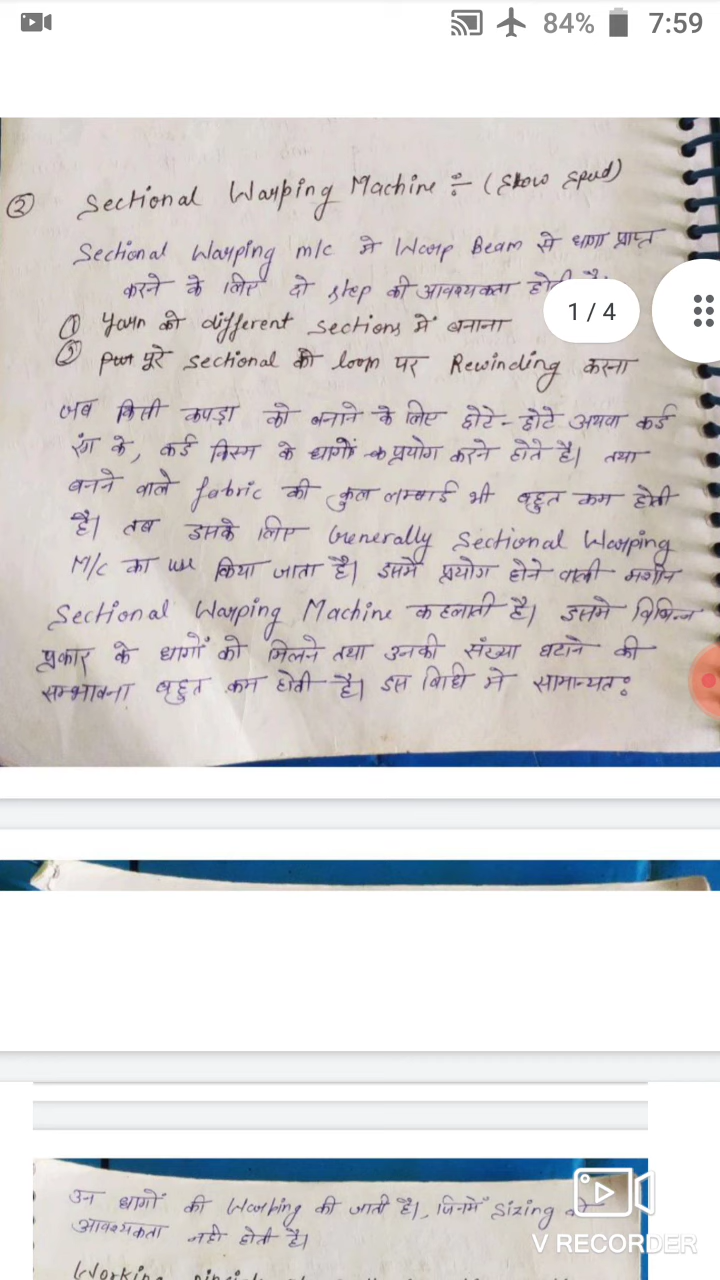 84% 7:59
② Sectional Warping Machine ÷ (Slow Speed)
Sectional Warping m/c मे Warp Beam से धागा प्राप्त
करने के लिए दो step की आवश्यकता
1 / 4
① Yarn को different sections में बनाना
② पूरे sectional को loom पर Rewinding करना
जब किसी कपड़ा को बनाने के लिए छोटे-छोटे अथवा कई
रंग के, कई किस्म के धागों क प्रयोग करने होते है। तथा
बनने वाले fabric की कुल लम्बाई भी बहुत कम होती
है। तब इसके लिए Generally Sectional Warping
M/c का use किया जाता है। इसमें प्रयोग होने वाली मशीन
Sectional Warping Machine कहलाती है। इसमे विभिन्न
प्रकार के धागों को मिलने तथा उनकी संख्या घटाने की
सम्भावना बहुत कम होती है। इस विधि मे सामान्यतः
उन धागों की Warping की जाती है। जिनमें Sizing
आवश्यकता नही होती है।
Working
V RECORDER